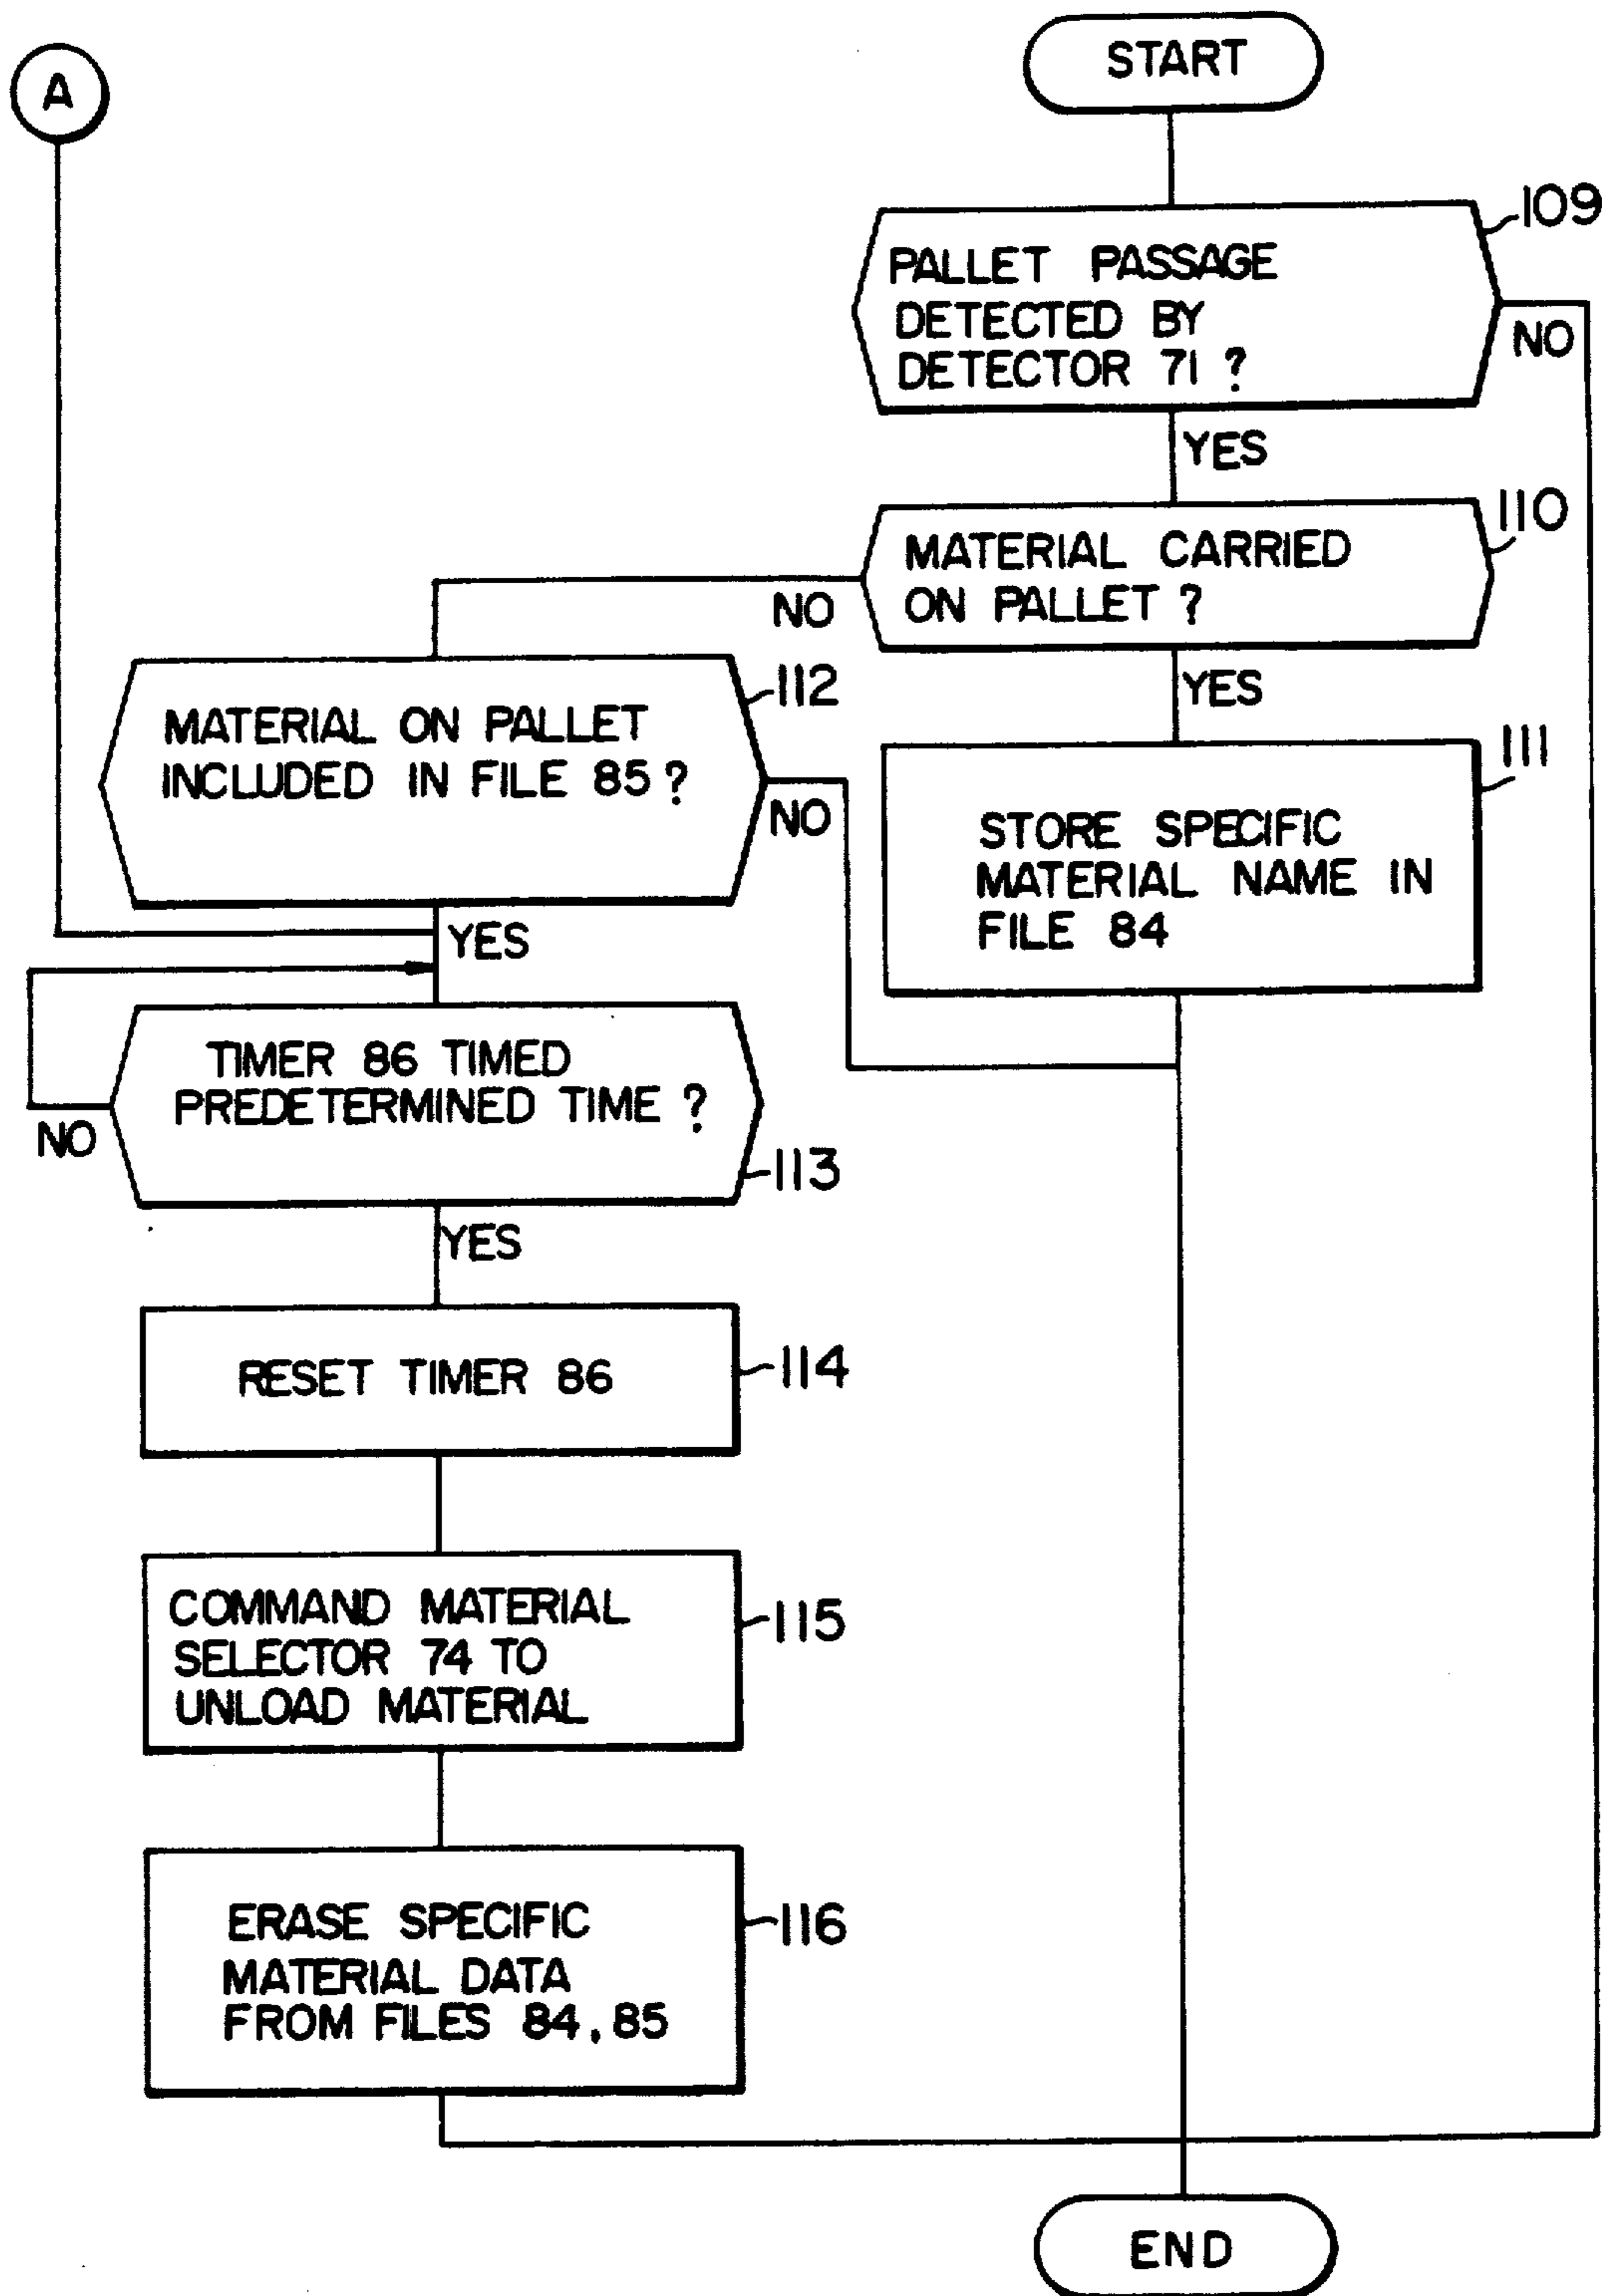 A
START
109
PALLET PASSAGE
DETECTED BY
DETECTOR 71 ?
NO
YES
110
MATERIAL CARRIED
ON PALLET ?
NO
YES
112
MATERIAL ON PALLET
INCLUDED IN FILE 85 ?
NO
YES
111
STORE SPECIFIC
MATERIAL NAME IN
FILE 84
TIMER 86 TIMED
PREDETERMINED TIME ?
NO
113
YES
RESET TIMER 86
114
COMMAND MATERIAL
SELECTOR 74 TO
UNLOAD MATERIAL
115
ERASE SPECIFIC
MATERIAL DATA
FROM FILES 84, 85
116
END